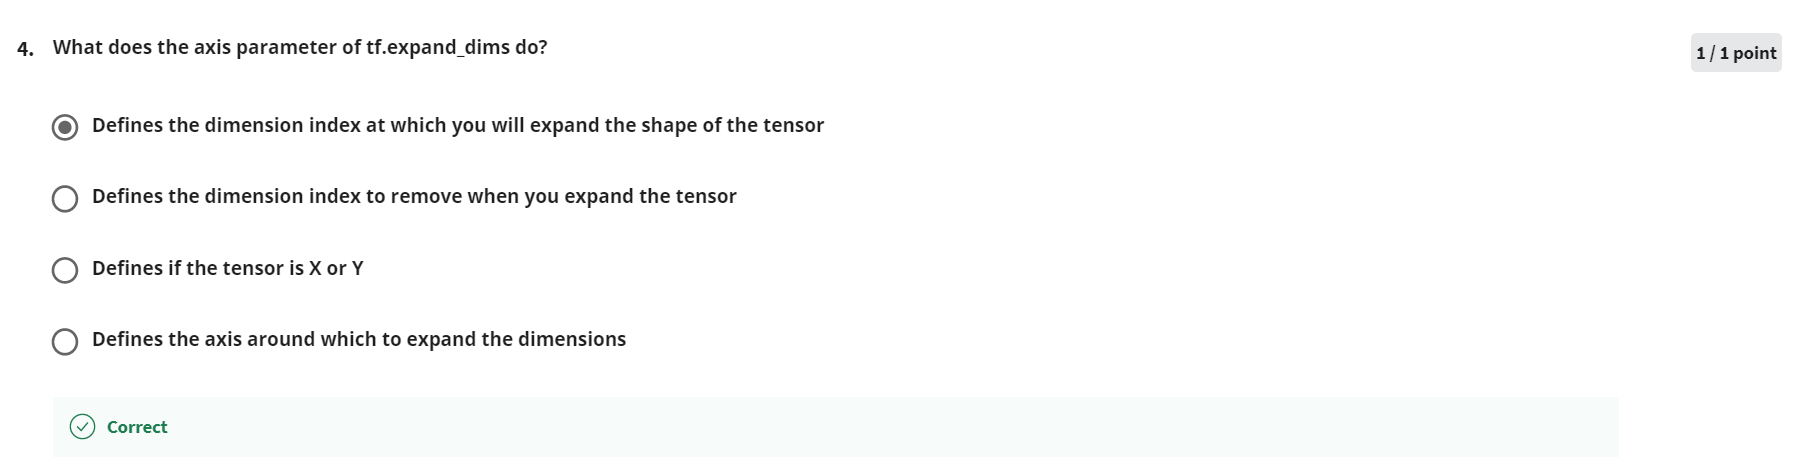 4. What does the axis parameter of tf.expand_dims do?
1 / 1 point
Defines the dimension index at which you will expand the shape of the tensor
Defines the dimension index to remove when you expand the tensor
Defines if the tensor is X or Y
Defines the axis around which to expand the dimensions
Correct